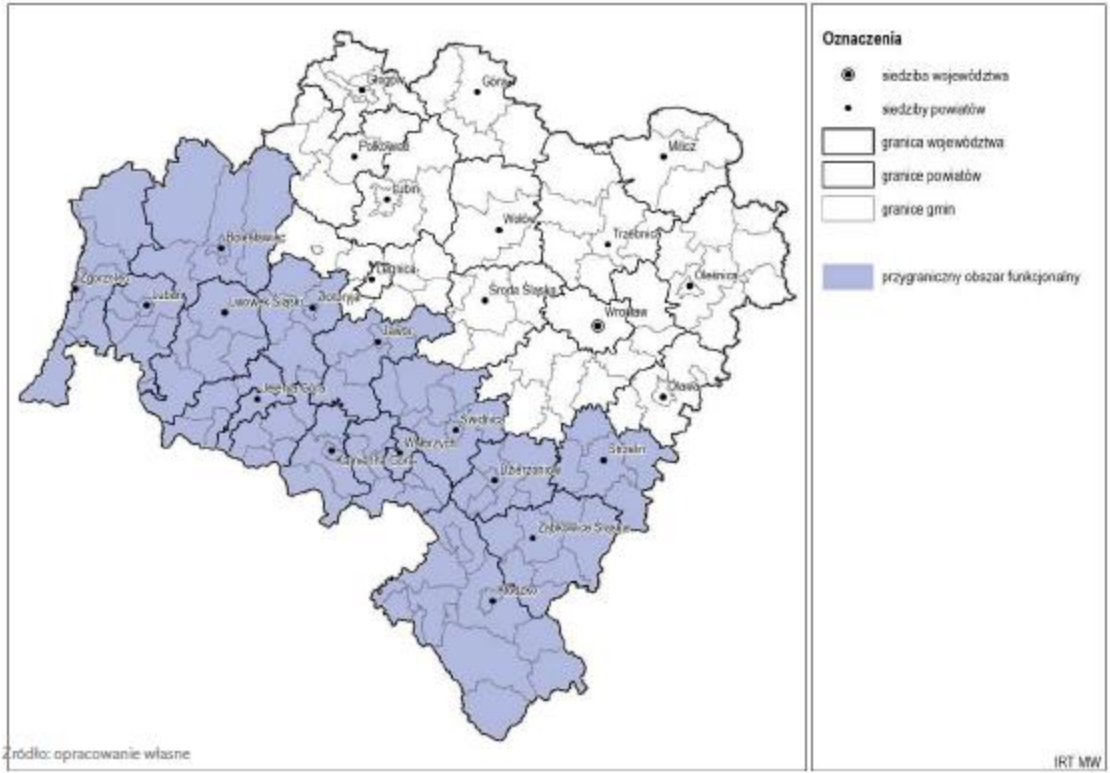 Głogów
Góra
Polkowice
Milicz
Lubin
Wołów
Trzebnica
Bolesławiec
Legnica
Oleśnica
Zgorzelec
Środa Śląska
Lubań
Lwówek Śląski
Złotoryja
Wrocław
Jawor
Jelenia Góra
Oława
Świdnica
Wałbrzych
Strzelin
Kamienna Góra
Dzierżoniów
Ząbkowice Śląskie
Kłodzko
Źródło: opracowanie własne
Oznaczenia
siedziba województwa
siedziby powiatów
granica województwa
granice powiatów
granice gmin
przygraniczny obszar funkcjonalny
IRT MW